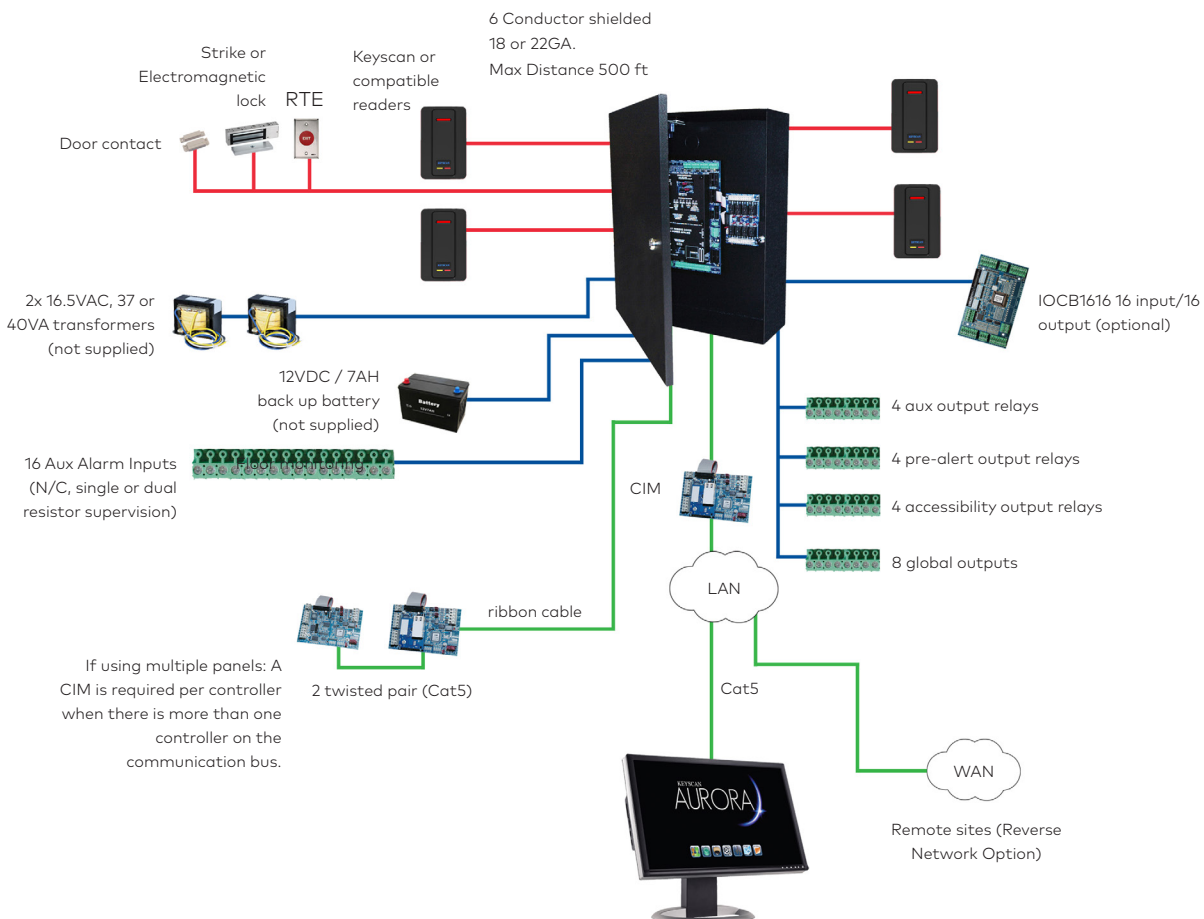 6 Conductor shielded
18 or 22GA.
Max Distance 500 ft
Strike or
Electromagnetic
lock
RTE
Keyscan or
compatible
readers
Door contact
EXIT
2x 16.5VAC, 37 or
40VA transformers
(not supplied)
IOCB1616 16 input/16
output (optional)
12VDC / 7AH
back up battery
(not supplied)
Battery
12V7AH
4 aux output relays
16 Aux Alarm Inputs
(N/C, single or dual
resistor supervision)
Floor monitoring
4 pre-alert output relays
CIM
4 accessibility output relays
8 global outputs
LAN
ribbon cable
If using multiple panels: A
CIM is required per controller
when there is more than one
controller on the
communication bus.
2 twisted pair (Cat5)
Cat5
WAN
KEYSCAN
AURORA
Remote sites (Reverse
Network Option)